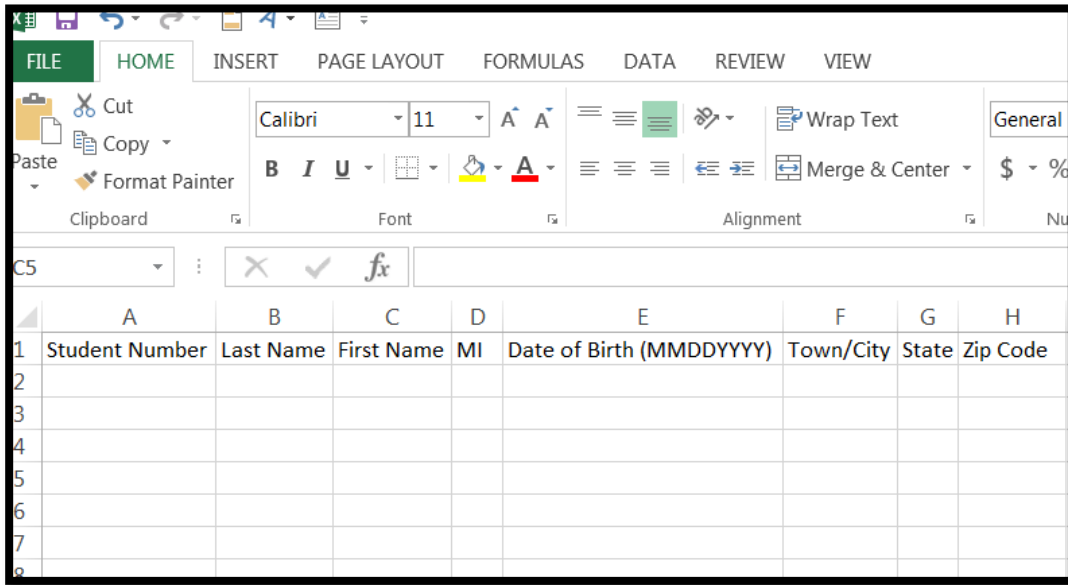 FILE HOME INSERT PAGE LAYOUT FORMULAS DATA REVIEW VIEW
Cut
Copy
Paste
Format Painter
Calibri 11 A A
B I U A
Wrap Text
Merge & Center
General
$ %
Clipboard Font Alignment Nu
C5 fx
A B C D E F G H
1 Student Number Last Name First Name MI Date of Birth (MMDDYYYY) Town/City State Zip Code
2
3
4
5
6
7
8